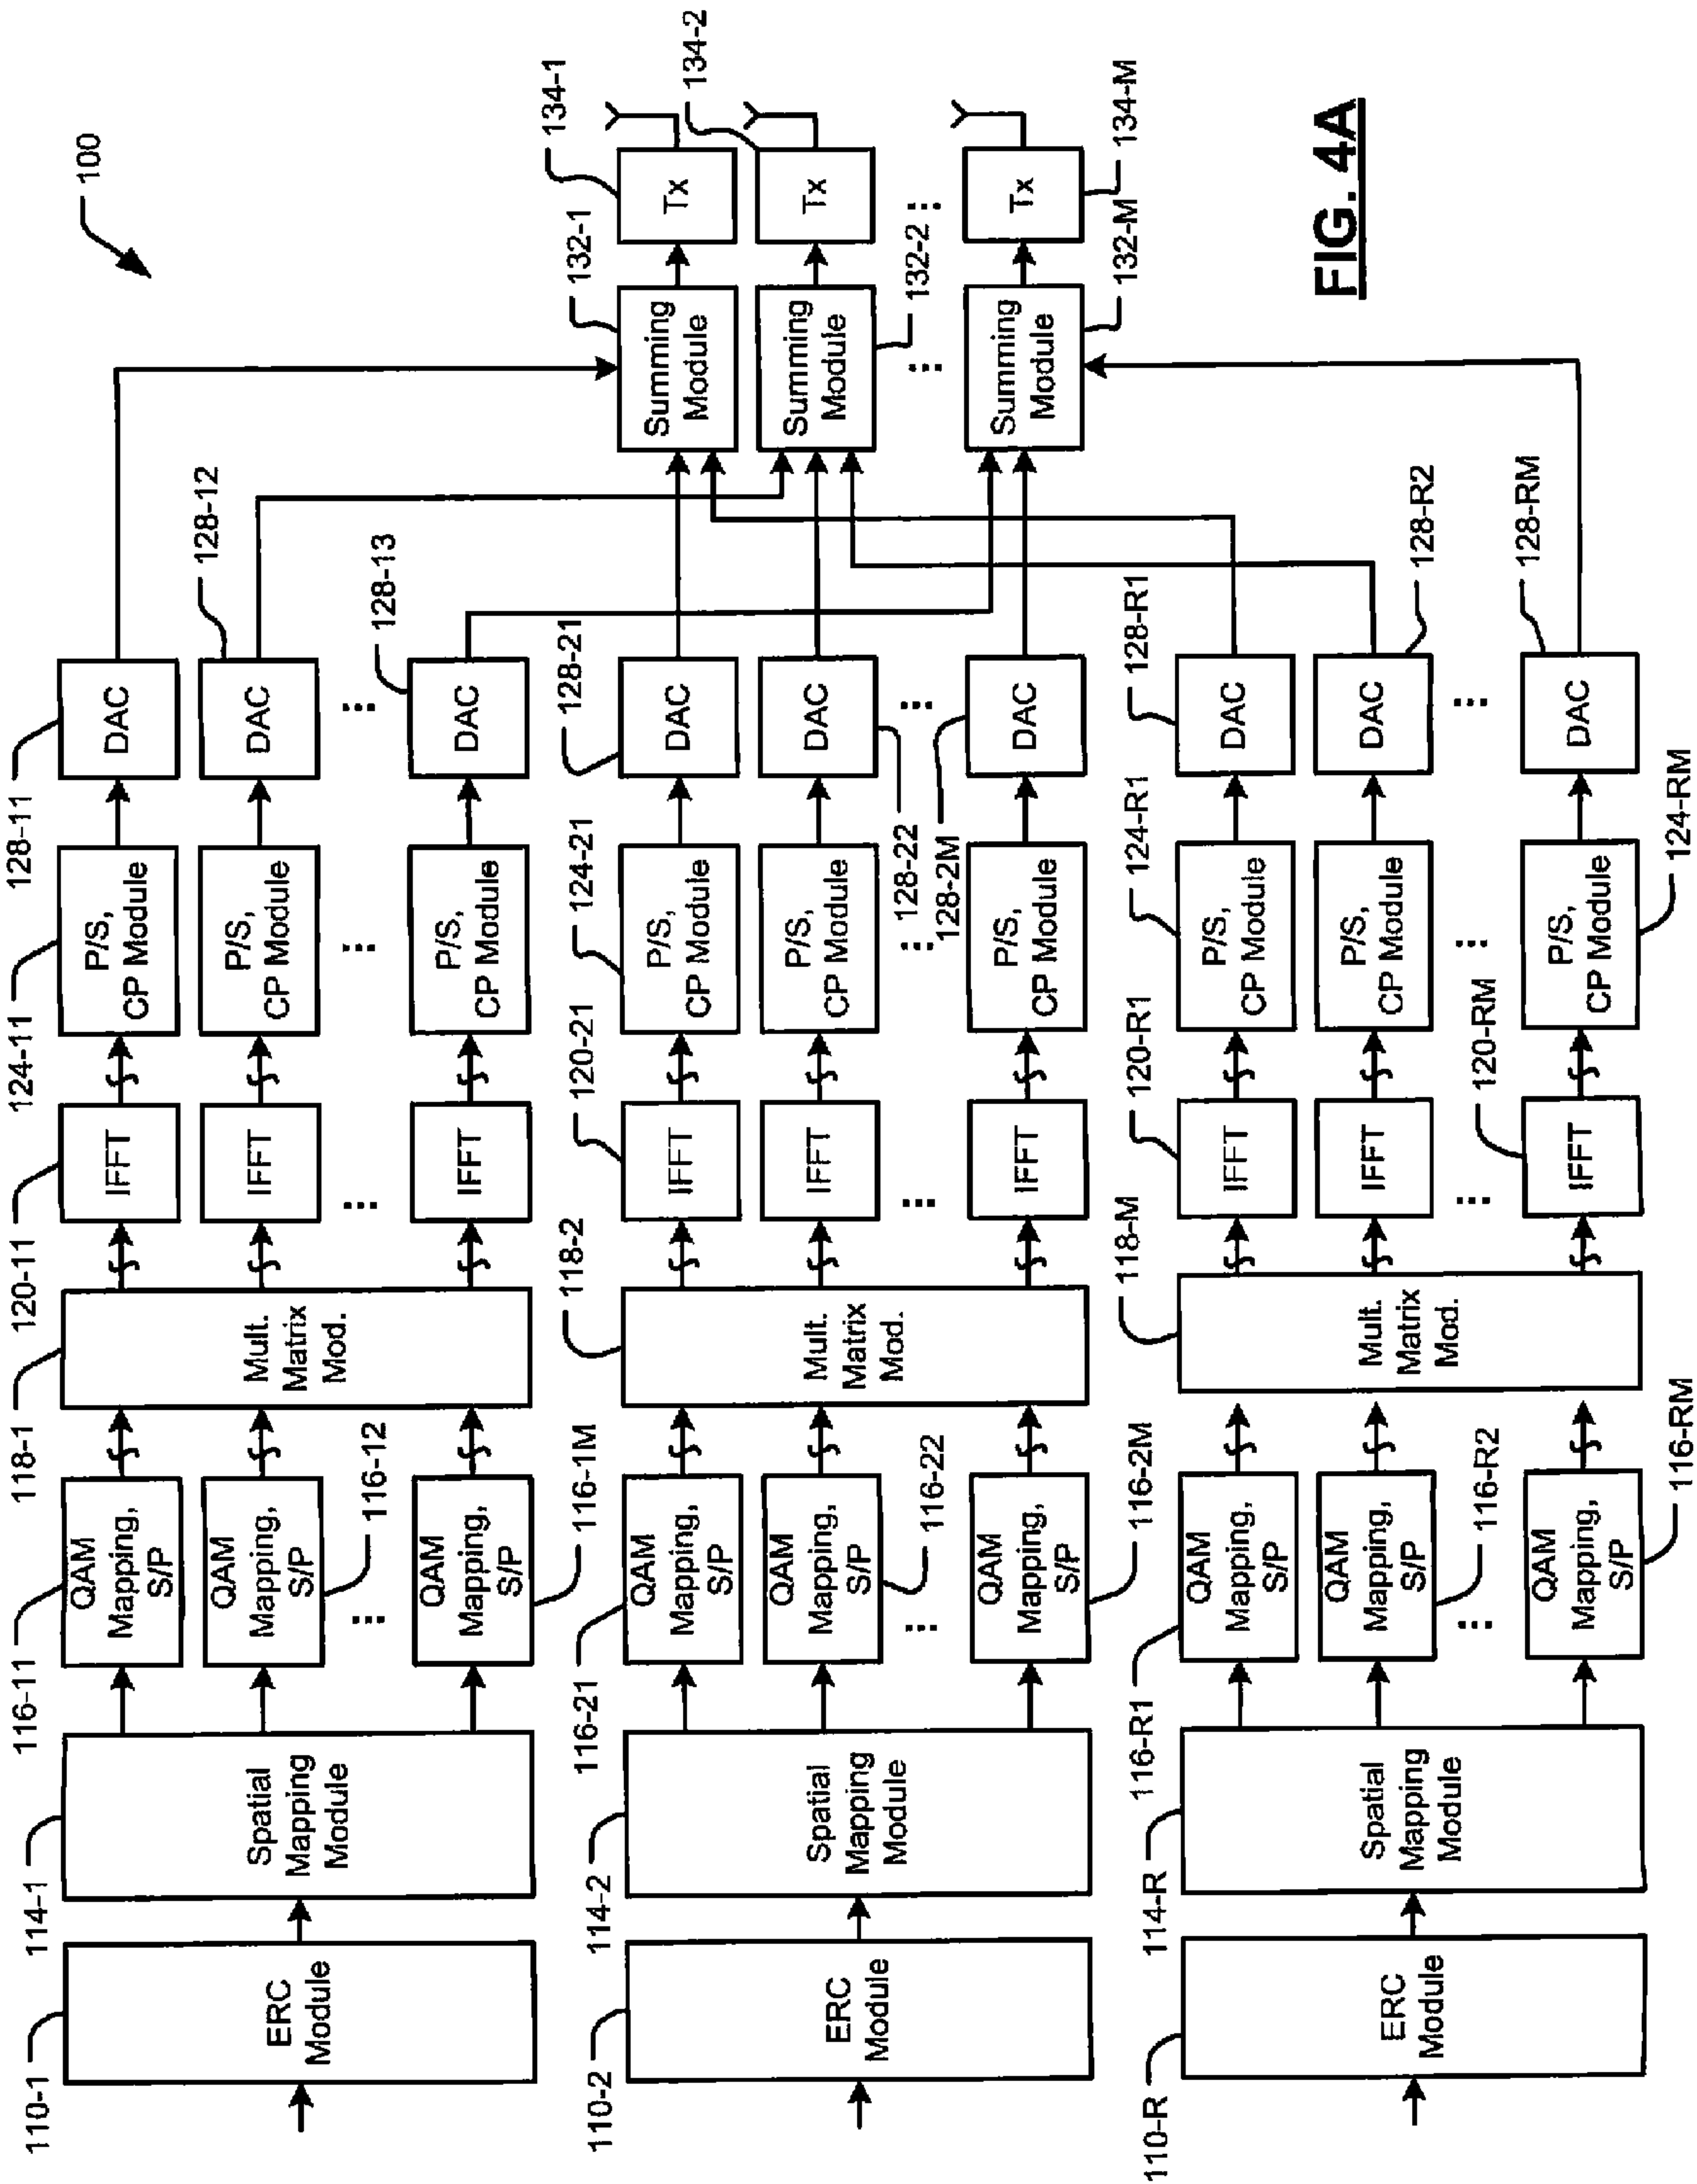 100
110-1
ERC
Module
114-1
Spatial
Mapping
Module
116-11
QAM
Mapping,
S/P
QAM
Mapping,
S/P
116-12
...
QAM
Mapping,
S/P
116-1M
118-1
Mult.
Matrix
Mod.
120-11
IFFT
IFFT
...
IFFT
124-11
P/S,
CP Module
P/S,
CP Module
...
P/S,
CP Module
128-11
DAC
DAC
128-12
...
DAC
128-13
110-2
ERC
Module
114-2
Spatial
Mapping
Module
116-21
QAM
Mapping,
S/P
QAM
Mapping,
S/P
116-22
...
QAM
Mapping,
S/P
116-2M
118-2
Mult.
Matrix
Mod.
120-21
IFFT
IFFT
...
IFFT
124-21
P/S,
CP Module
P/S,
CP Module
...
P/S,
CP Module
128-21
DAC
DAC
128-22
...
128-2M
DAC
132-1
Summing
Module
134-1
Tx
134-2
Summing
Module
132-2
Tx
...
...
Summing
Module
132-M
Tx
134-M
110-R
ERC
Module
114-R
Spatial
Mapping
Module
116-R1
QAM
Mapping,
S/P
QAM
Mapping,
S/P
116-R2
...
QAM
Mapping,
S/P
116-RM
118-M
Mult.
Matrix
Mod.
120-R1
IFFT
IFFT
...
120-RM
IFFT
124-R1
P/S,
CP Module
P/S,
CP Module
...
P/S,
CP Module
124-RM
128-R1
DAC
DAC
128-R2
...
DAC
128-RM
FIG. 4A